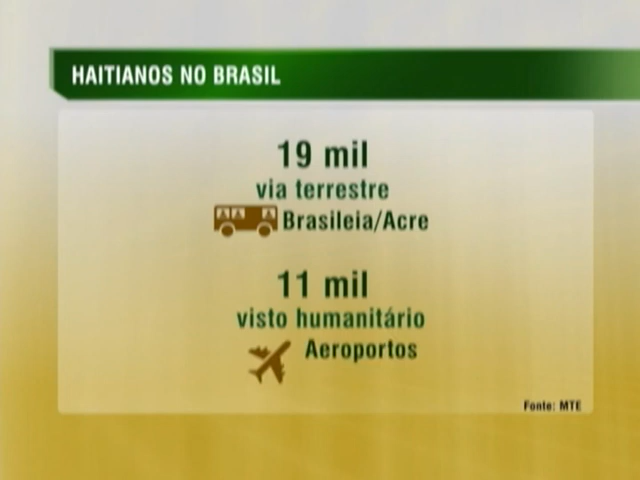 HAITIANOS NO BRASIL
19 mil
via terrestre
Brasileia/Acre
11 mil
visto humanitário
Aeroportos
Fonte: MTE